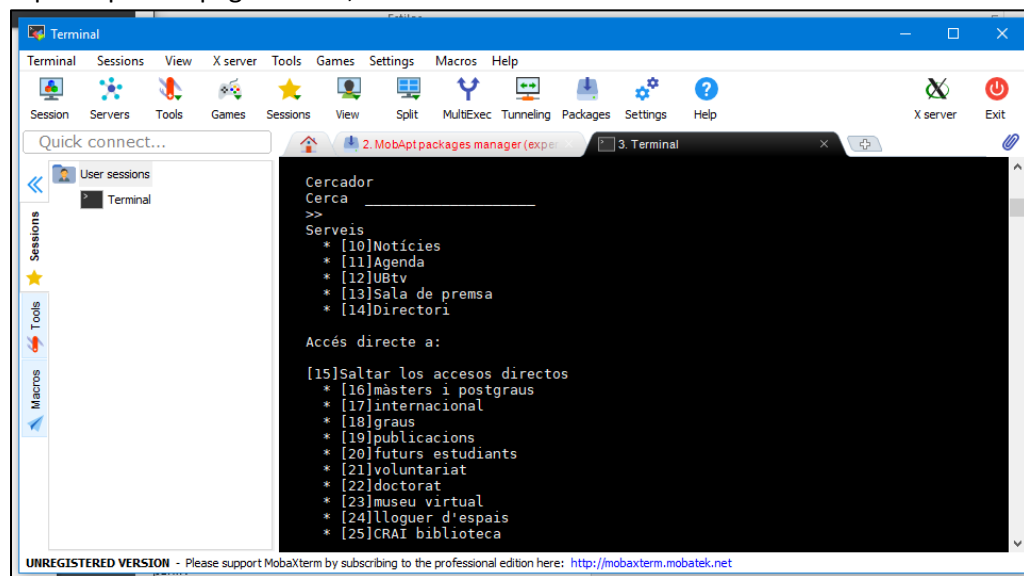 Terminal
Terminal Sessions View X server Tools Games Settings Macros Help
Session Servers Tools Games Sessions View Split MultiExec Tunneling Packages Settings Help X server Exit
Quick connect...
2. MobApt packages manager (expe
3. Terminal
User sessions
Terminal
Sessions
Tools
Macros
Cercador
Cerca ____________________
>>
Serveis
* [10]Notícies
* [11]Agenda
* [12]UBtv
* [13]Sala de premsa
* [14]Directori
Accés directe a:
[15]Saltar los accesos directos
* [16]màsters i postgraus
* [17]internacional
* [18]graus
* [19]publicacions
* [20]futurs estudiants
* [21]voluntariat
* [22]doctorat
* [23]museu virtual
* [24]lloguer d'espais
* [25]CRAI biblioteca
UNREGISTERED VERSION - Please support MobaXterm by subscribing to the professional edition here: http://mobaxterm.mobatek.net